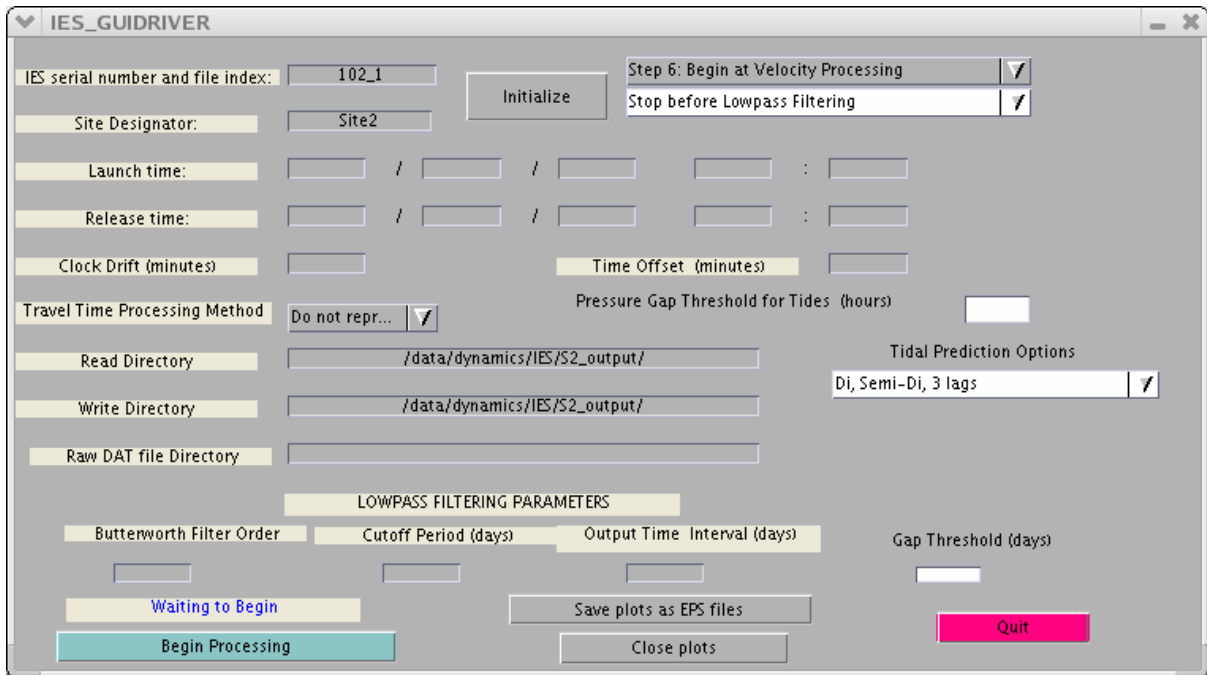 IES_GUIDRIVER
IES serial number and file index:
102_1
Initialize
Step 6: Begin at Velocity Processing
Stop before Lowpass Filtering
Site Designator:
Site2
Launch time:
/ / :
Release time:
/ / :
Clock Drift (minutes)
Time Offset (minutes)
Travel Time Processing Method
Do not repr...
Pressure Gap Threshold for Tides (hours)
Read Directory
/data/dynamics/IES/S2_output/
Tidal Prediction Options
Di, Semi-Di, 3 lags
Write Directory
/data/dynamics/IES/S2_output/
Raw DAT file Directory
LOWPASS FILTERING PARAMETERS
Butterworth Filter Order
Cutoff Period (days)
Output Time Interval (days)
Gap Threshold (days)
Waiting to Begin
Save plots as EPS files
Quit
Begin Processing
Close plots